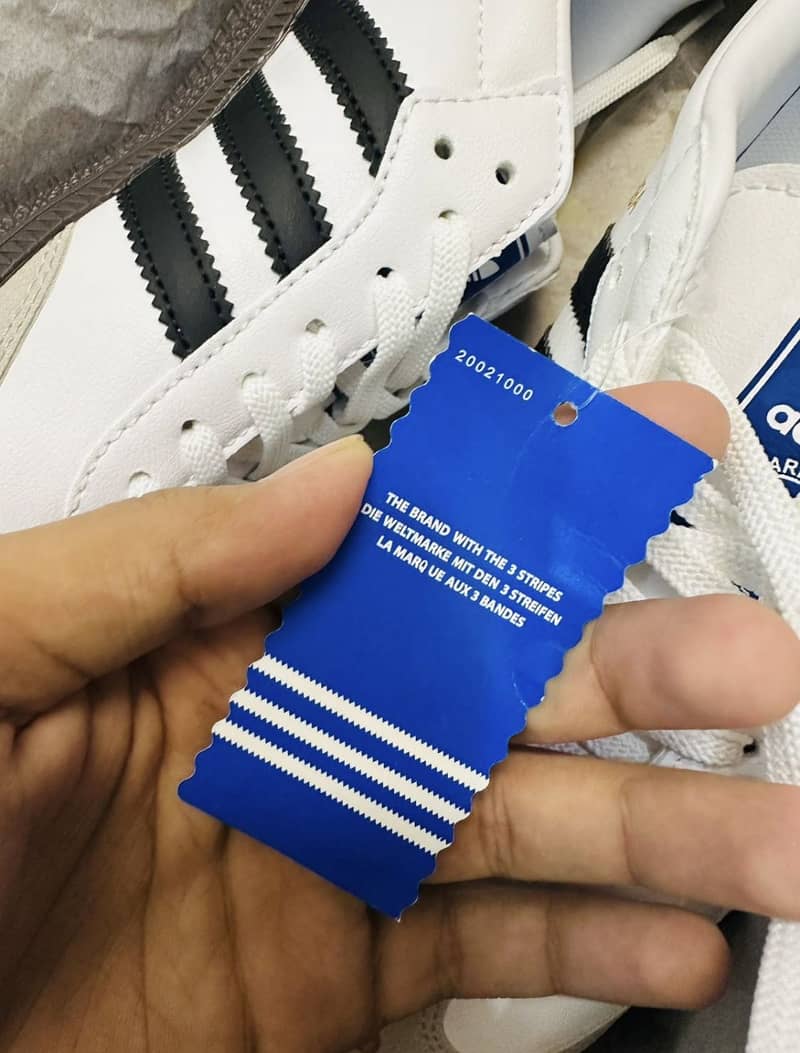 20021000
THE BRAND WITH THE 3 STRIPES
DIE WELTMARKE MIT DEN 3 STREIFEN
LA MARQ UE AUX 3 BANDES